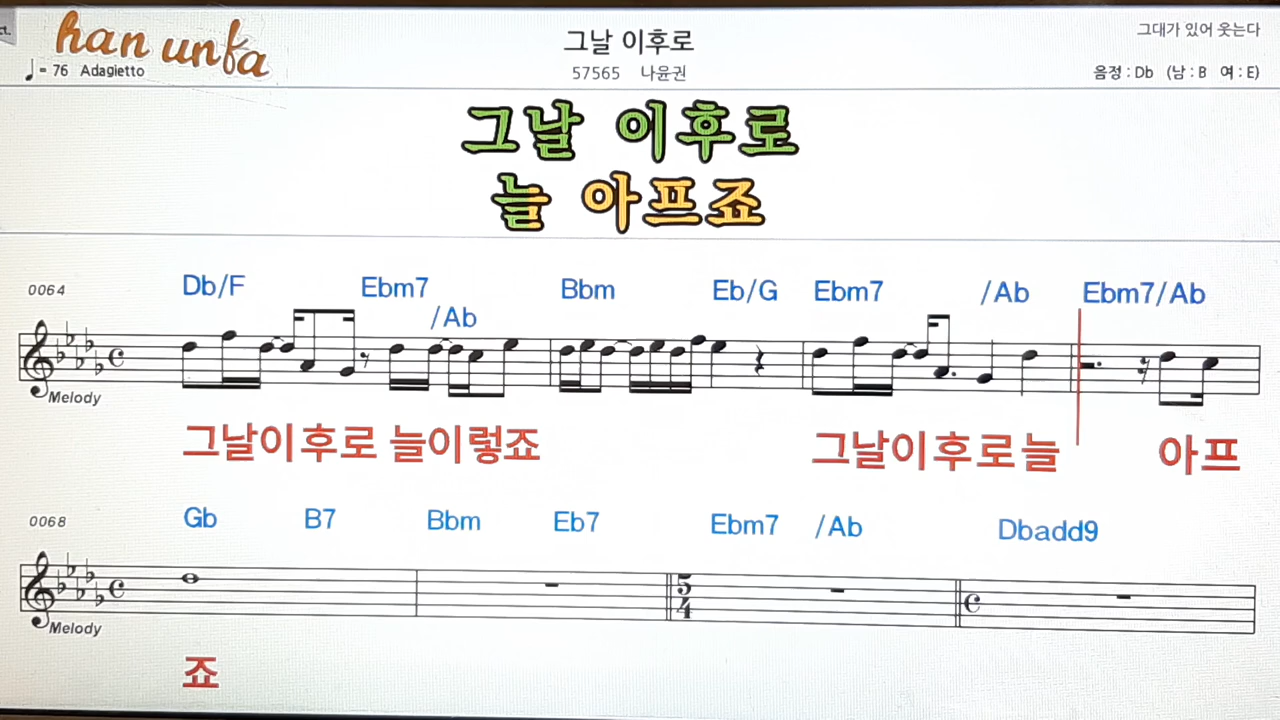 ct.
han unfa
♩= 76 Adagietto
그날 이후로
57565 나윤권
그대가 있어 웃는다
음정 : Db (남 : B 여 : E)
그날 이후로
늘 아프죠
0064
Db/F Ebm7 /Ab Bbm Eb/G Ebm7 /Ab Ebm7/Ab
Melody
그날이후로 늘이렇죠 그날이후로늘 아프
0068
Gb B7 Bbm Eb7 Ebm7 /Ab Dbadd9
5
4
Melody
죠